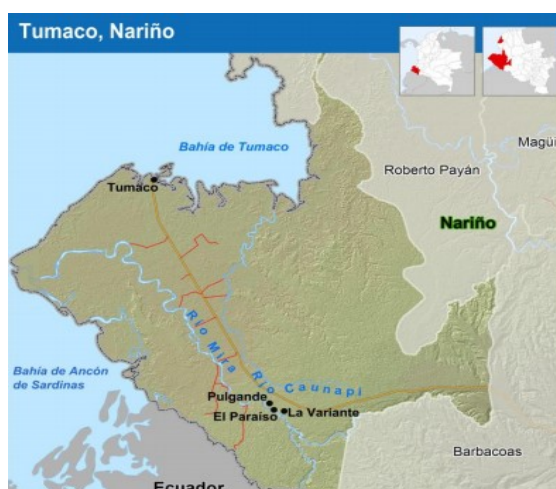 Tumaco, Nariño
Bahía de Tumaco
Tumaco
Roberto Payán
Nariño
Río Mira
Río Caunapi
Bahía de Ancón
de Sardinas
Pulgande
El Paraíso
La Variante
Barbacoas
Ecuador